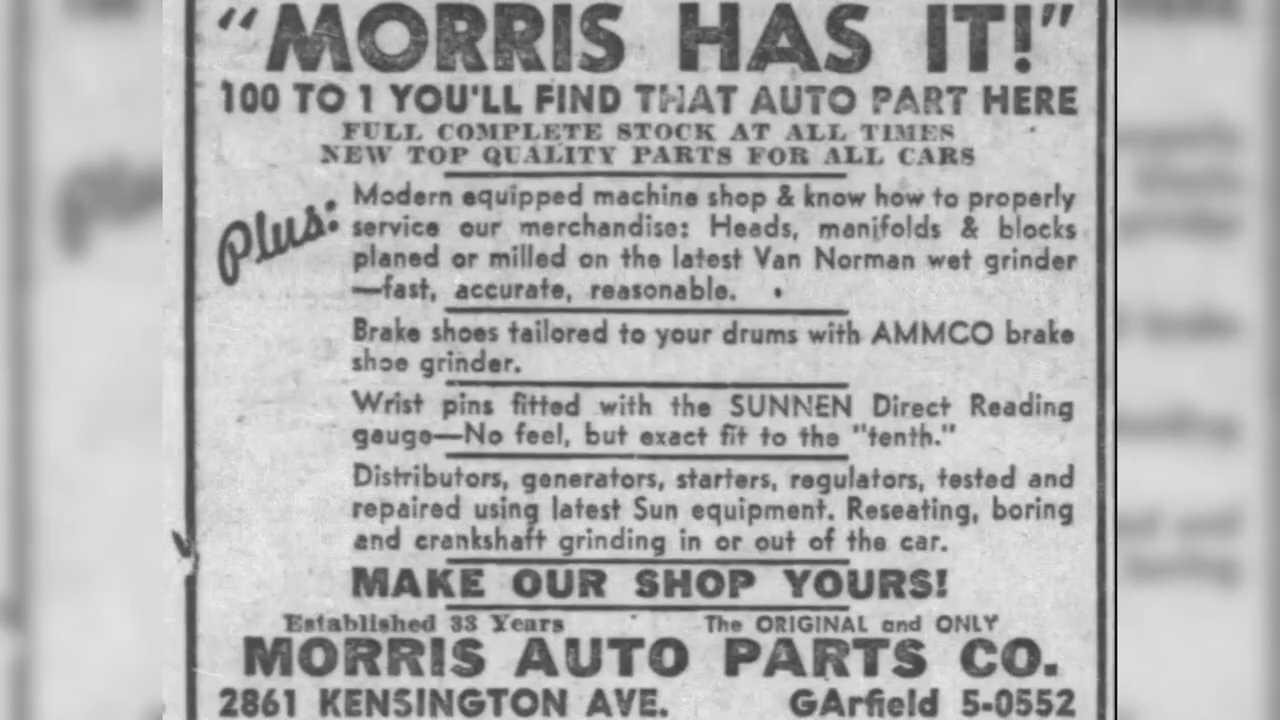 "MORRIS HAS IT!"
100 TO 1 YOU'LL FIND THAT AUTO PART HERE
FULL COMPLETE STOCK AT ALL TIMES
NEW TOP QUALITY PARTS FOR ALL CARS
Plus:
Modern equipped machine shop & know how to properly
service our merchandise: Heads, manifolds & blocks
planed or milled on the latest Van Norman wet grinder
—fast, accurate, reasonable.
Brake shoes tailored to your drums with AMMCO brake
shoe grinder.
Wrist pins fitted with the SUNNEN Direct Reading
gauge—No feel, but exact fit to the "tenth."
Distributors, generators, starters, regulators, tested and
repaired using latest Sun equipment. Reseating, boring
and crankshaft grinding in or out of the car.
MAKE OUR SHOP YOURS!
Established 33 Years The ORIGINAL and ONLY
MORRIS AUTO PARTS CO.
2861 KENSINGTON AVE. GArfield 5-0552